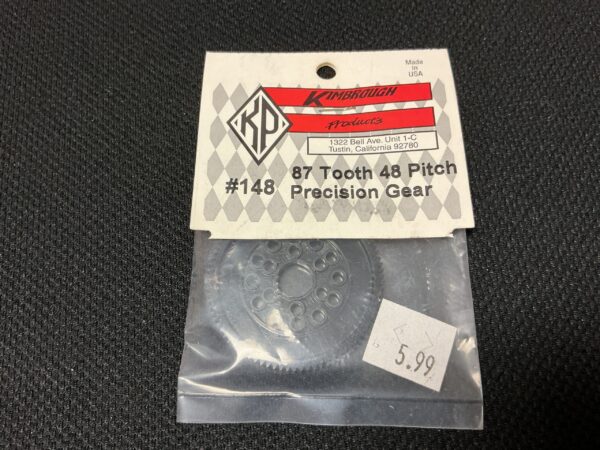 Made
in
USA
KP
KIMBROUGH
Products
1322 Bell Ave. Unit 1-C
Tustin, California 92780
#148 87 Tooth 48 Pitch
Precision Gear
5.99